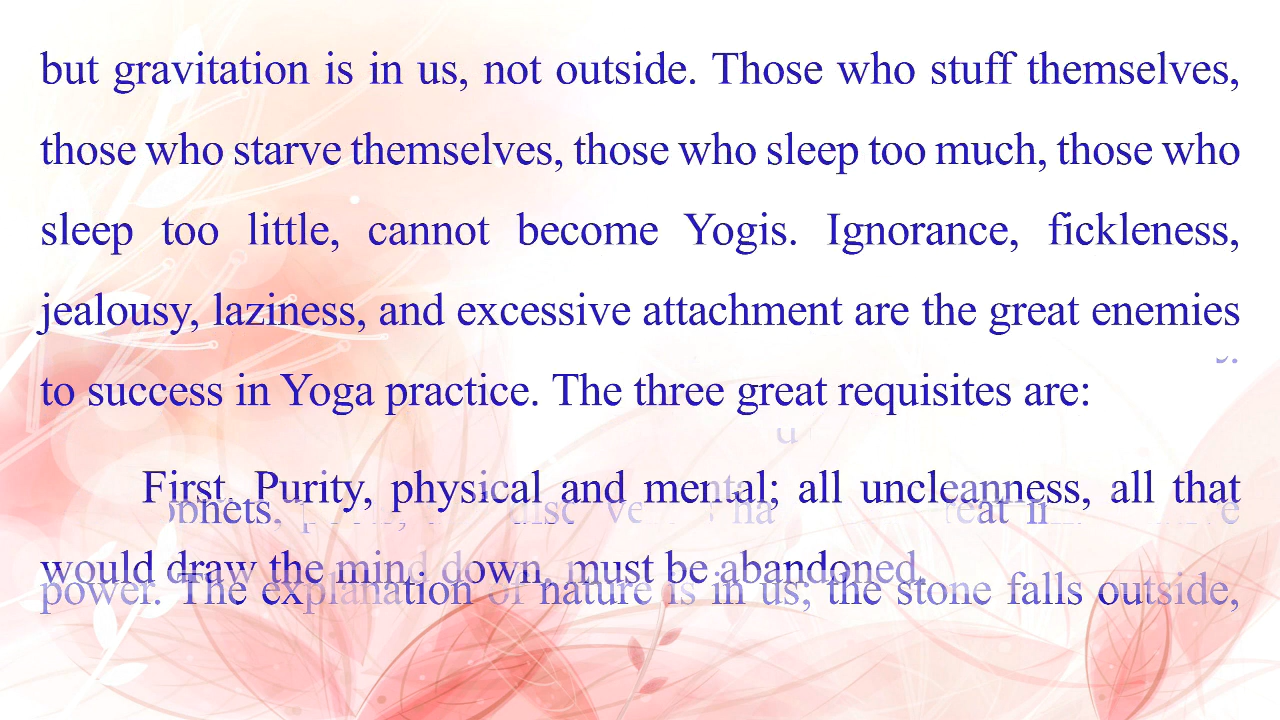 but gravitation is in us, not outside. Those who stuff themselves,
those who starve themselves, those who sleep too much, those who
sleep too little, cannot become Yogis. Ignorance, fickleness,
jealousy, laziness, and excessive attachment are the great enemies
to success in Yoga practice. The three great requisites are:
First. Purity, physical and mental; all uncleanness, all that
would draw the mind down, must be abandoned.
power. The explanation of nature is in us; the stone falls outside,